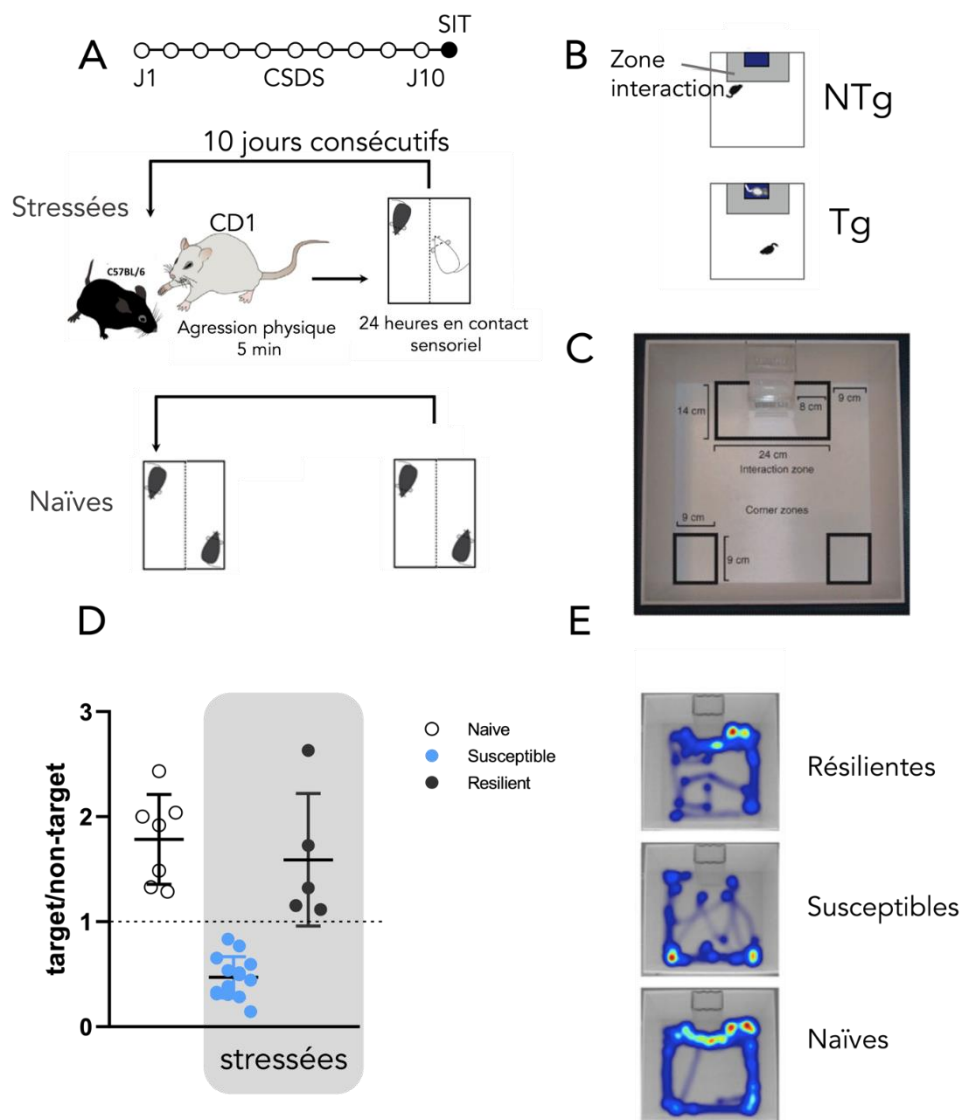 A
SIT
J1
CSDS
J10
10 jours consécutifs
Stressées
CD1
C57BL/6
Agression physique
5 min
24 heures en contact
sensoriel
Naïves
B
Zone
interaction
NTg
Tg
C
14 cm
8 cm
9 cm
24 cm
Interaction zone
Corner zones
9 cm
9 cm
D
target/non-target
3
2
1
0
stressées
Naive
Susceptible
Resilient
E
Résilientes
Susceptibles
Naïves